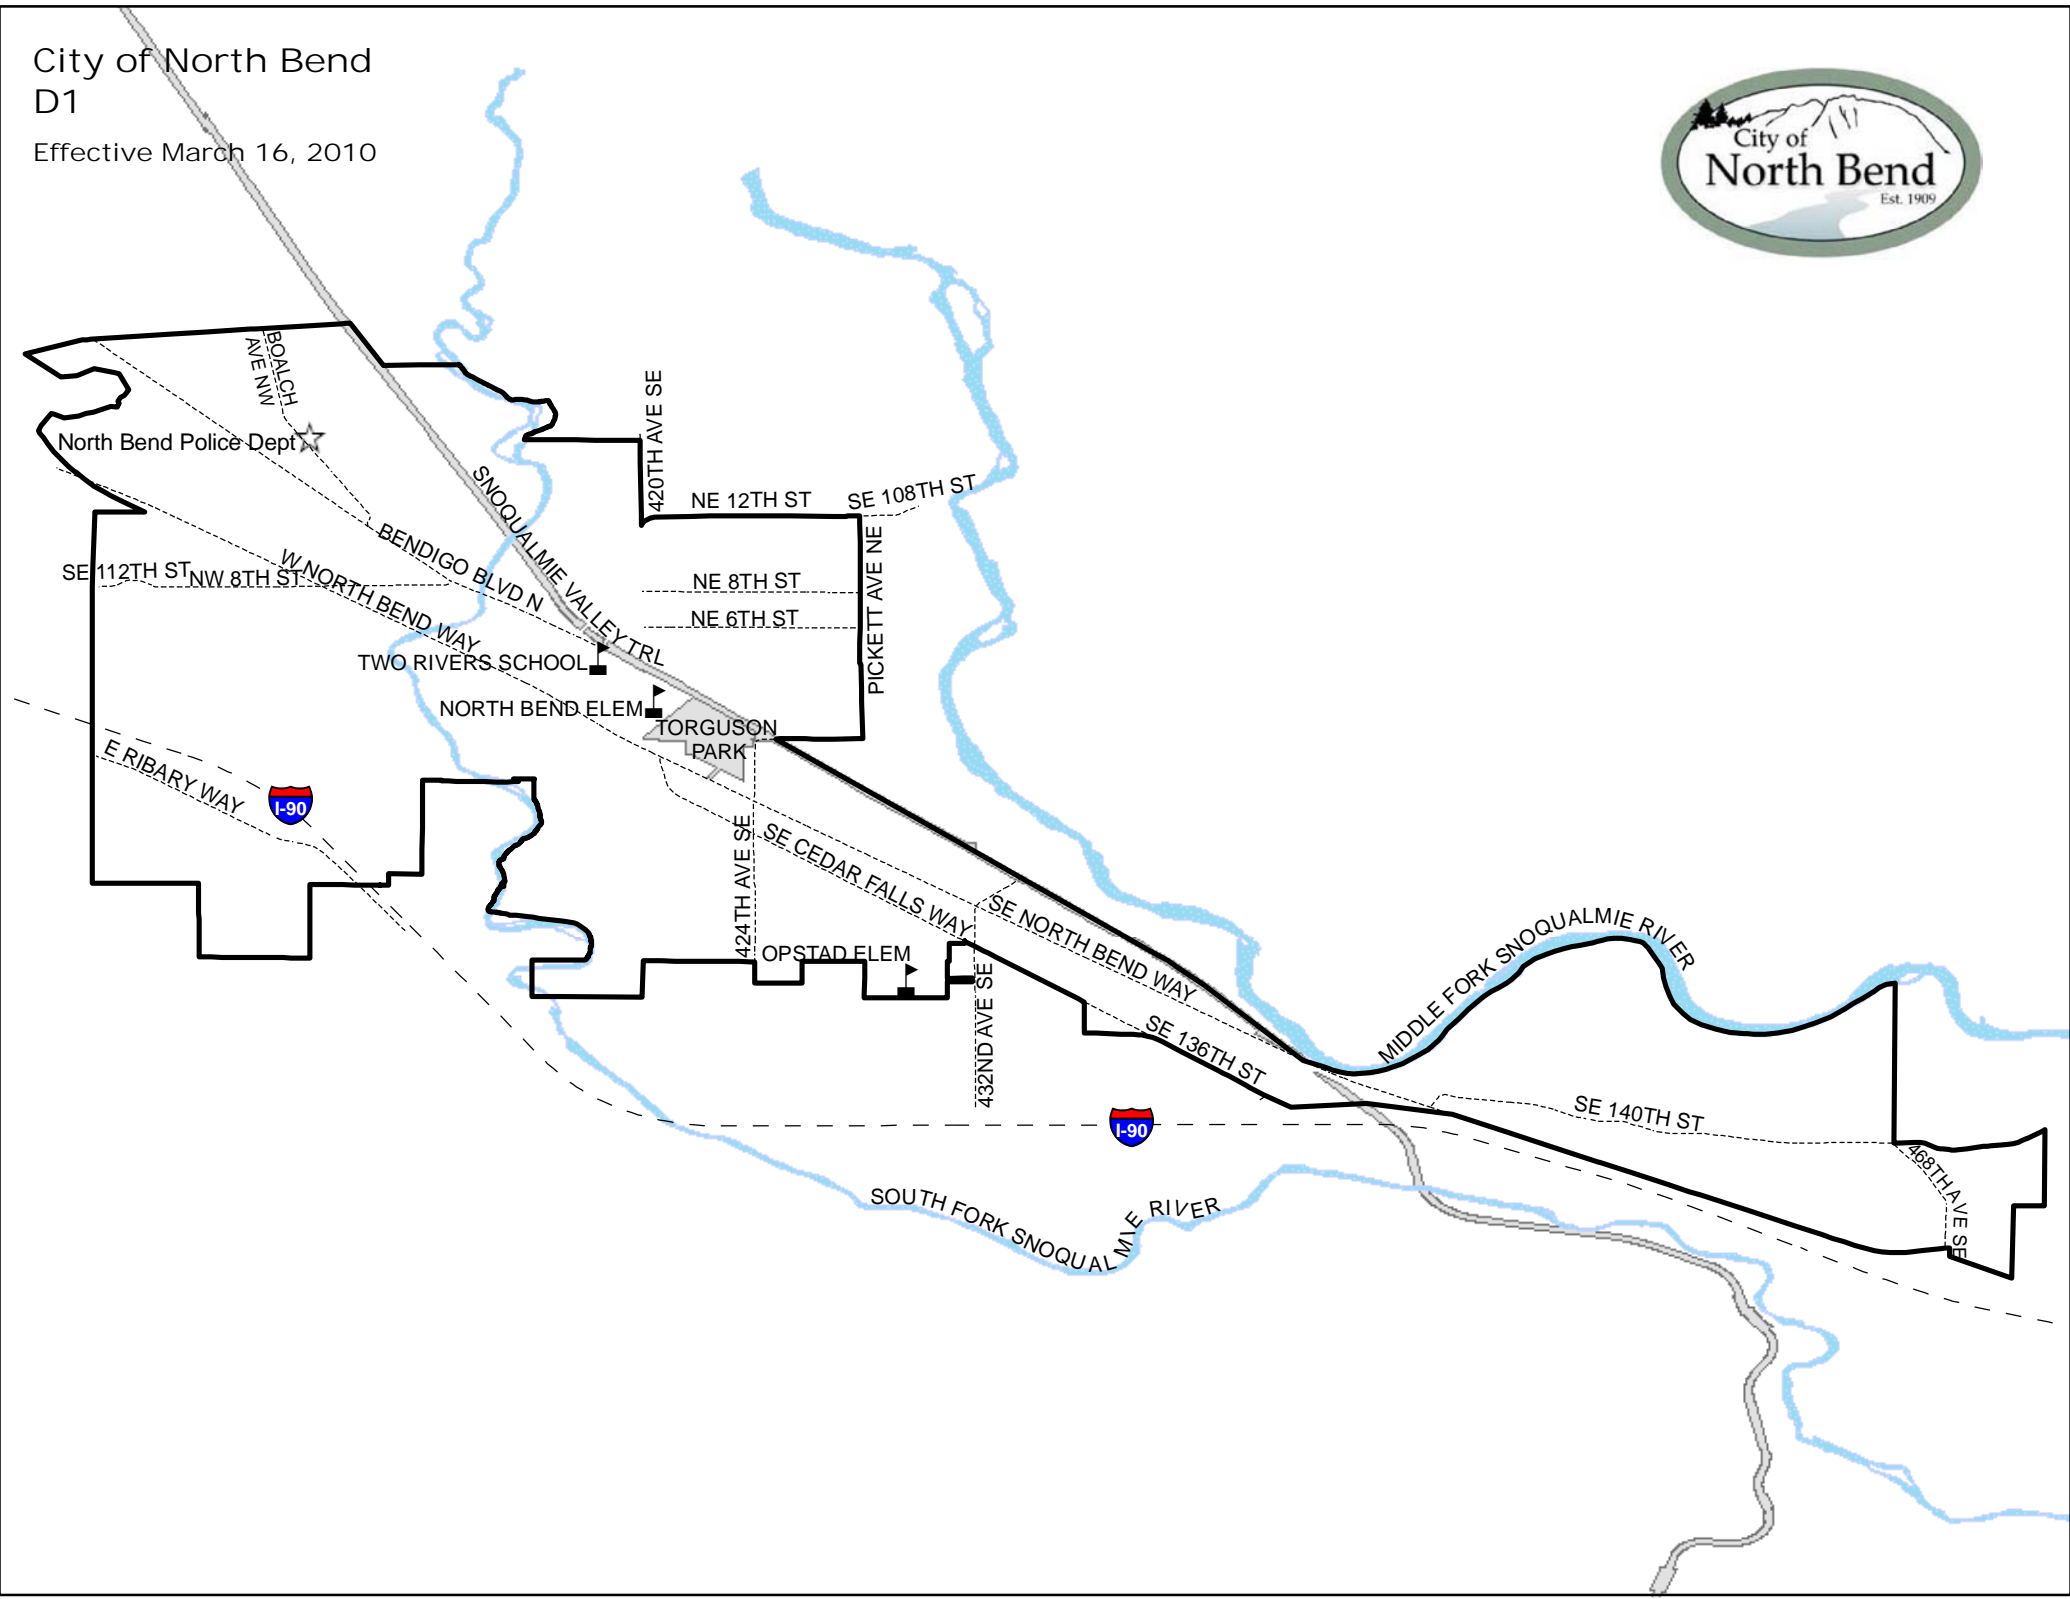 City of North Bend
D1
Effective March 16, 2010
City of
North Bend
Est. 1909
BOALCH
AVE NW
North Bend Police Dept
420TH AVE SE
SNOQUALMIE VALLEY TRL
NE 12TH ST
SE 108TH ST
BENDIGO BLVD N
W NORTH BEND WAY
SE 112TH ST
NW 8TH ST
NE 8TH ST
NE 6TH ST
PICKETT AVE NE
TWO RIVERS SCHOOL
NORTH BEND ELEM
TORGUSON
PARK
E RIBARY WAY
I-90
424TH AVE SE
SE CEDAR FALLS WAY
OPSTAD ELEM
SE NORTH BEND WAY
432ND AVE SE
MIDDLE FORK SNOQUALMIE RIVER
SE 136TH ST
I-90
SE 140TH ST
468TH AVE SE
SOUTH FORK SNOQUALMIE RIVER